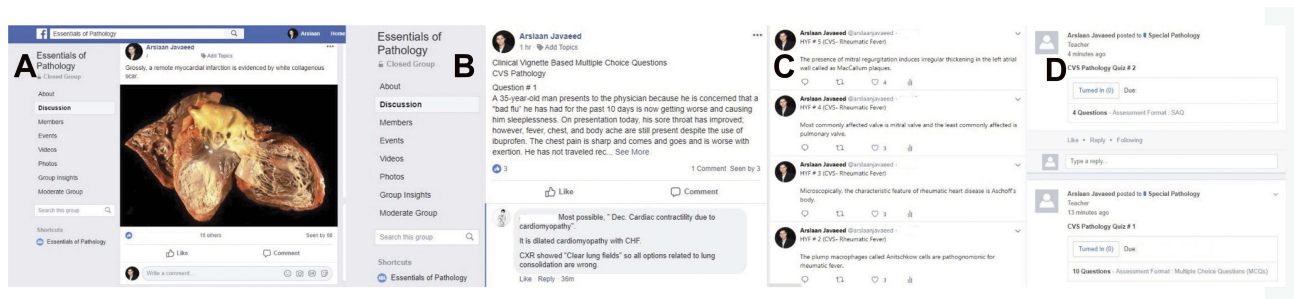 A
Essentials of Pathology
Arslaan
Home
Essentials of
Pathology
Closed Group
About
Discussion
Members
Events
Videos
Photos
Group Insights
Moderate Group
Search this group
Shortcuts
Essentials of Pathology
Arslaan Javaeed
Add Topics
Grossly, a remote myocardial infarction is evidenced by white collagenous
scar.
16 others
Seen by 98
Like
Comment
Write a comment...
B
Essentials of
Pathology
Closed Group
About
Discussion
Members
Events
Videos
Photos
Group Insights
Moderate Group
Search this group
Shortcuts
Essentials of Pathology
Arslaan Javaeed
1 hr · Add Topics
Clinical Vignette Based Multiple Choice Questions
CVS Pathology
Question # 1
A 35-year-old man presents to the physician because he is concerned that a
"bad flu" he has had for the past 10 days is now getting worse and causing
him sleeplessness. On presentation today, his sore throat has improved;
however, fever, chest, and body ache are still present despite the use of
ibuprofen. The chest pain is sharp and comes and goes and is worse with
exertion. He has not traveled rec... See More
3
1 Comment Seen by 3
Like
Comment
Most possible, " Dec. Cardiac contractility due to
cardiomyopathy".
It is dilated cardiomyopathy with CHF.
CXR showed "Clear lung fields" so all options related to lung
consolidation are wrong.
Like · Reply · 36m
C
Arslaan Javaeed @arslaanjavaeed ·
HYF # 5 (CVS- Rheumatic Fever)
The presence of mitral regurgitation induces irregular thickening in the left atrial
wall called as MacCallum plaques.
4
Arslaan Javaeed @arslaanjavaeed ·
HYF # 4 (CVS- Rheumatic Fever)
Most commonly affected valve is mitral valve and the least commonly affected is
pulmonary valve.
3
Arslaan Javaeed @arslaanjavaeed ·
HYF # 3 (CVS- Rheumatic Fever)
Microscopically: the characteristic feature of rheumatic heart disease is Aschoff's
body.
3
Arslaan Javaeed @arslaanjavaeed ·
HYF # 2 (CVS- Rheumatic Fever)
The plump macrophages called Anitschkow cells are pathognomonic for
rheumatic fever.
3
D
Arslaan Javaeed posted to Special Pathology
Teacher
4 minutes ago
CVS Pathology Quiz # 2
Turned In (0) Due:
4 Questions · Assessment Format : SAQ
Like · Reply · Following
Type a reply...
Arslaan Javaeed posted to Special Pathology
Teacher
13 minutes ago
CVS Pathology Quiz # 1
Turned In (0) Due:
10 Questions · Assessment Format : Multiple Choice Questions (MCQs)